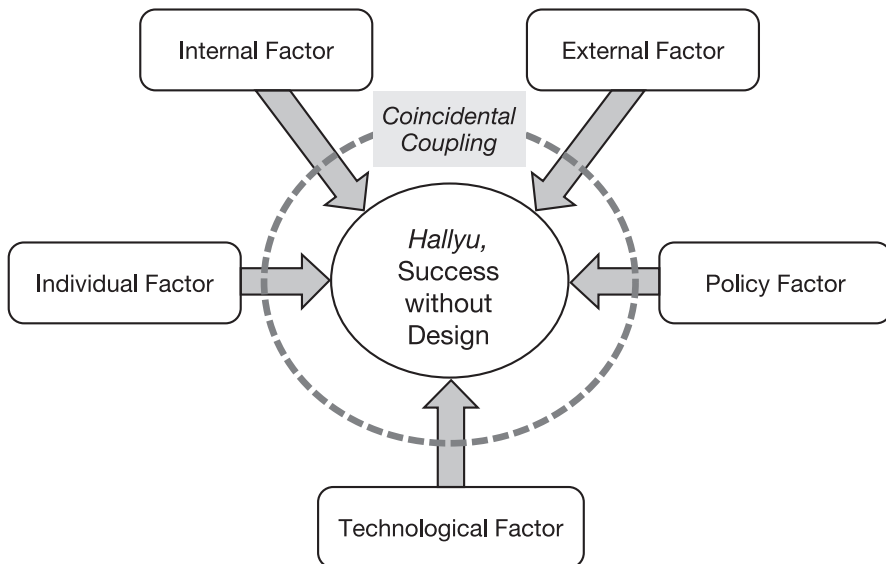 Internal Factor
External Factor
Coincidental
Coupling
Individual Factor
Hallyu,
Success
without
Design
Policy Factor
Technological Factor